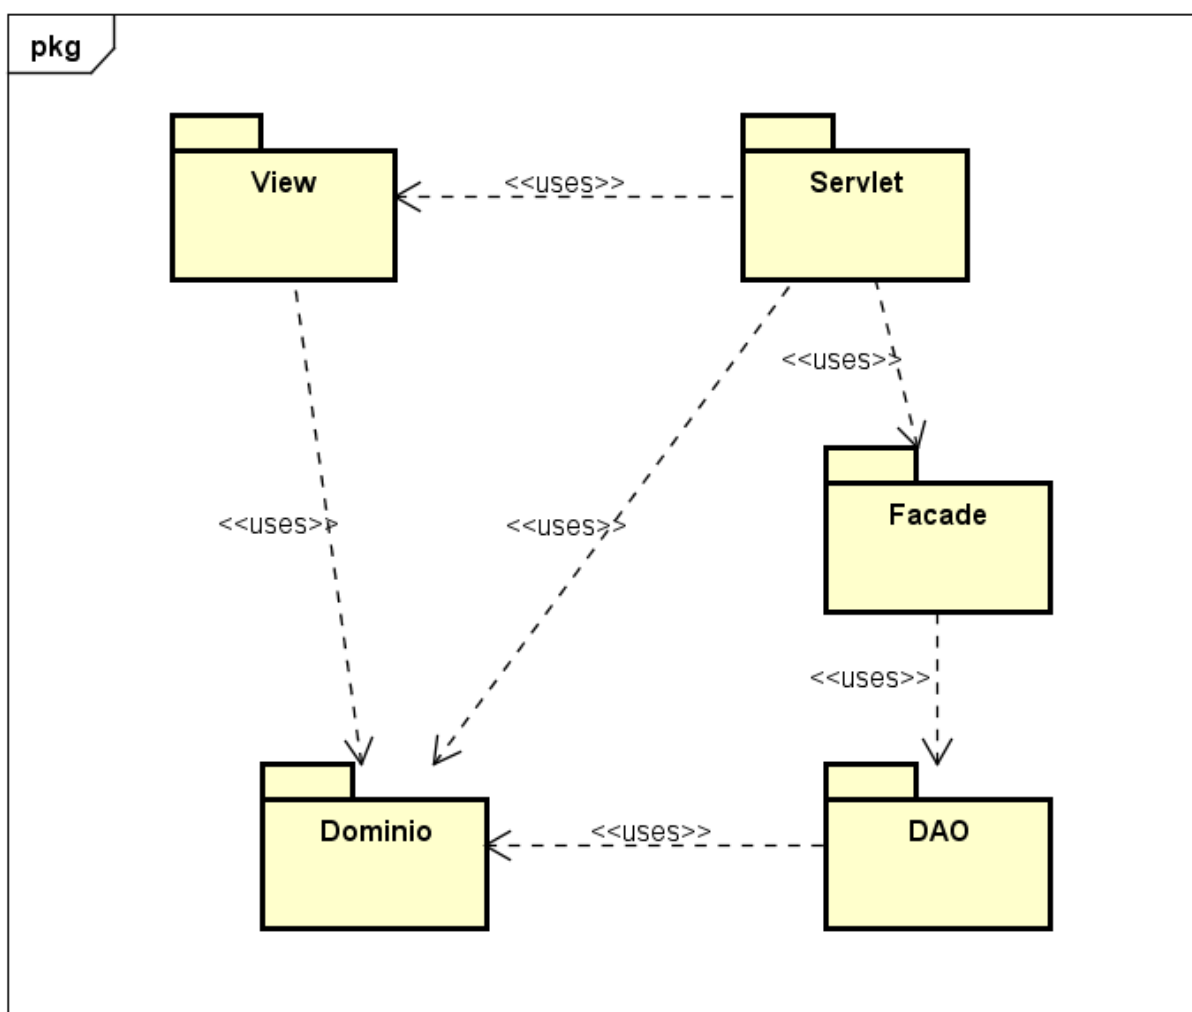 pkg
View
<<uses>>
Servlet
<<uses>>
<<uses>>
<<uses>>
Facade
<<uses>>
Dominio
<<uses>>
DAO